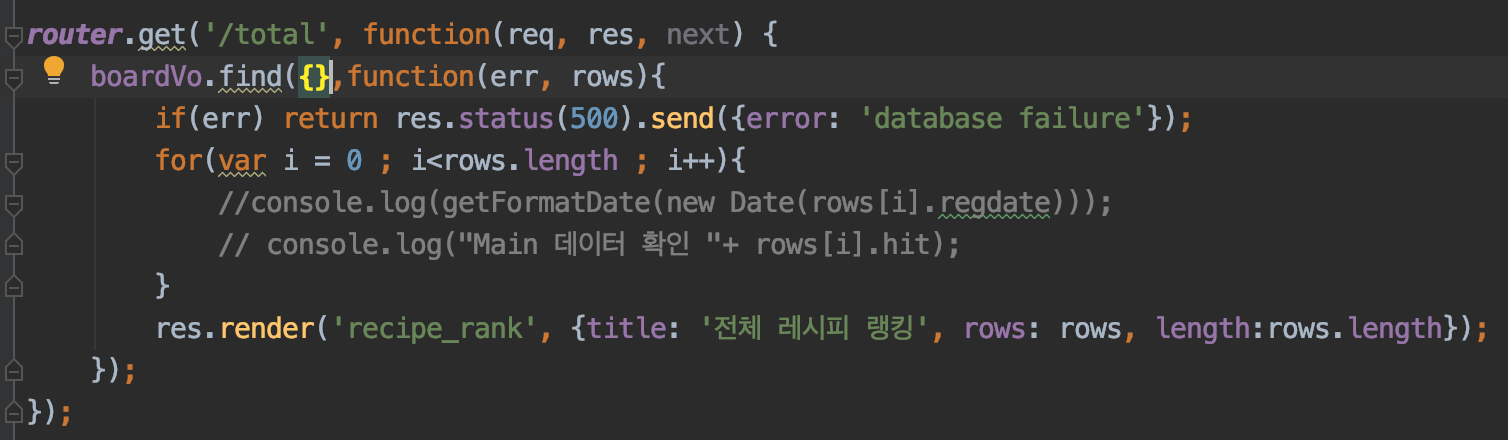 router.get('/total', function(req, res, next) {
boardVo.find({},function(err, rows){
if(err) return res.status(500).send({error: 'database failure'});
for(var i = 0 ; i<rows.length ; i++){
//console.log(getFormatDate(new Date(rows[i].regdate)));
// console.log("Main 데이터 확인 "+ rows[i].hit);
}
res.render('recipe_rank', {title: '전체 레시피 랭킹', rows: rows, length:rows.length});
});
});